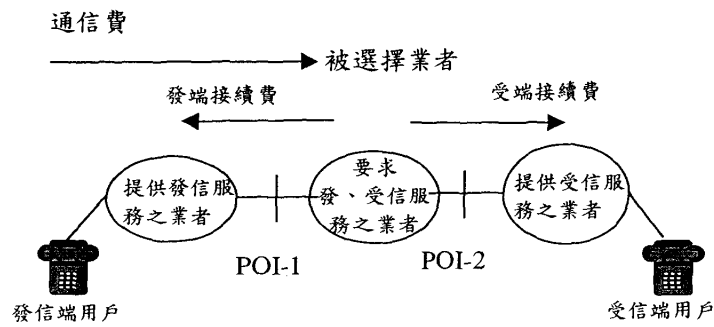 通信費
被選擇業者
發端接續費
受端接續費
提供發信服
務之業者
要求
發、受信服
務之業者
提供受信服
務之業者
POI-1
POI-2
發信端用戶
受信端用戶